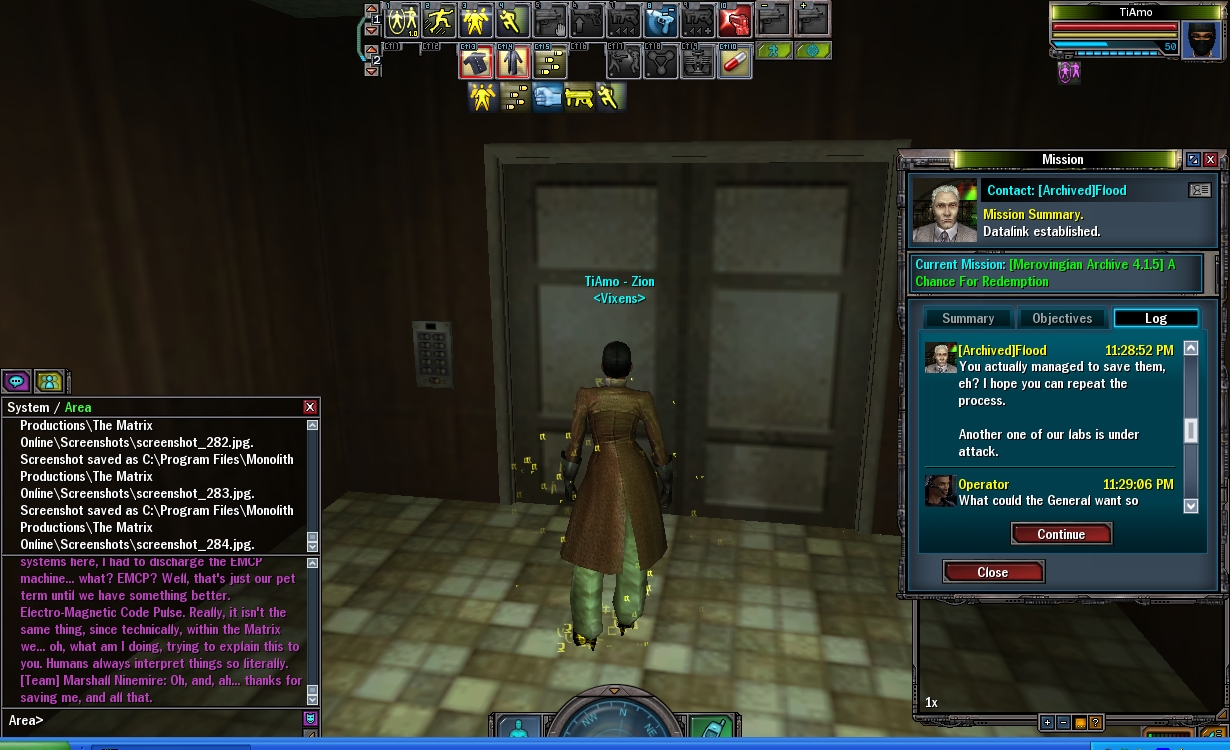 TiAmo
50
Mission
Contact: [Archived]Flood
Mission Summary.
Datalink established.
Current Mission: [Merovingian Archive 4.1.5] A
Chance For Redemption
Summary
Objectives
Log
[Archived]Flood
11:28:52 PM
You actually managed to save them,
eh? I hope you can repeat the
process.
Another one of our labs is under
attack.
Operator
11:29:06 PM
What could the General want so
Continue
Close
1x
TiAmo - Zion
<Vixens>
System / Area
Productions\The Matrix
Online\Screenshots\screenshot_282.jpg.
Screenshot saved as C:\Program Files\Monolith
Productions\The Matrix
Online\Screenshots\screenshot_283.jpg.
Screenshot saved as C:\Program Files\Monolith
Productions\The Matrix
Online\Screenshots\screenshot_284.jpg.
systems here, I had to discharge the EMCP
machine... what? EMCP? Well, that's just our pet
term until we have something better.
Electro-Magnetic Code Pulse. Really, it isn't the
same thing, since technically, within the Matrix
we... oh, what am I doing, trying to explain this to
you. Humans always interpret things so literally.
[Team] Marshall Ninemire: Oh, and, ah... thanks for
saving me, and all that.
Area>
NW
N
NE